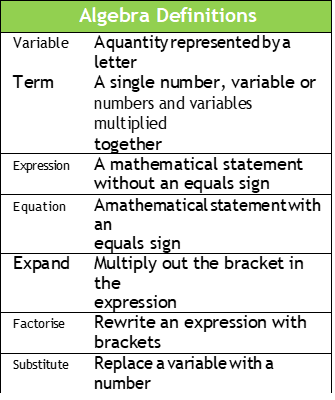 Algebra Definitions
Variable A quantity represented by a
letter
Term A single number, variable or
numbers and variables
multiplied
together
Expression A mathematical statement
without an equals sign
Equation A mathematical statement with
an
equals sign
Expand Multiply out the bracket in
the
expression
Factorise Rewrite an expression with
brackets
Substitute Replace a variable with a
number